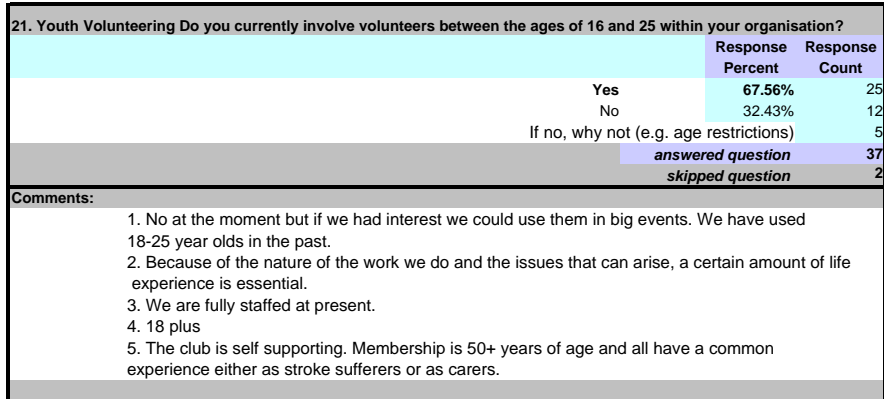 21. Youth Volunteering Do you currently involve volunteers between the ages of 16 and 25 within your organisation?
Response Percent Response Count
Yes 67.56% 25
No 32.43% 12
If no, why not (e.g. age restrictions) 5
answered question 37
skipped question 2
Comments:
1. No at the moment but if we had interest we could use them in big events. We have used
18-25 year olds in the past.
2. Because of the nature of the work we do and the issues that can arise, a certain amount of life
experience is essential.
3. We are fully staffed at present.
4. 18 plus
5. The club is self supporting. Membership is 50+ years of age and all have a common
experience either as stroke sufferers or as carers.